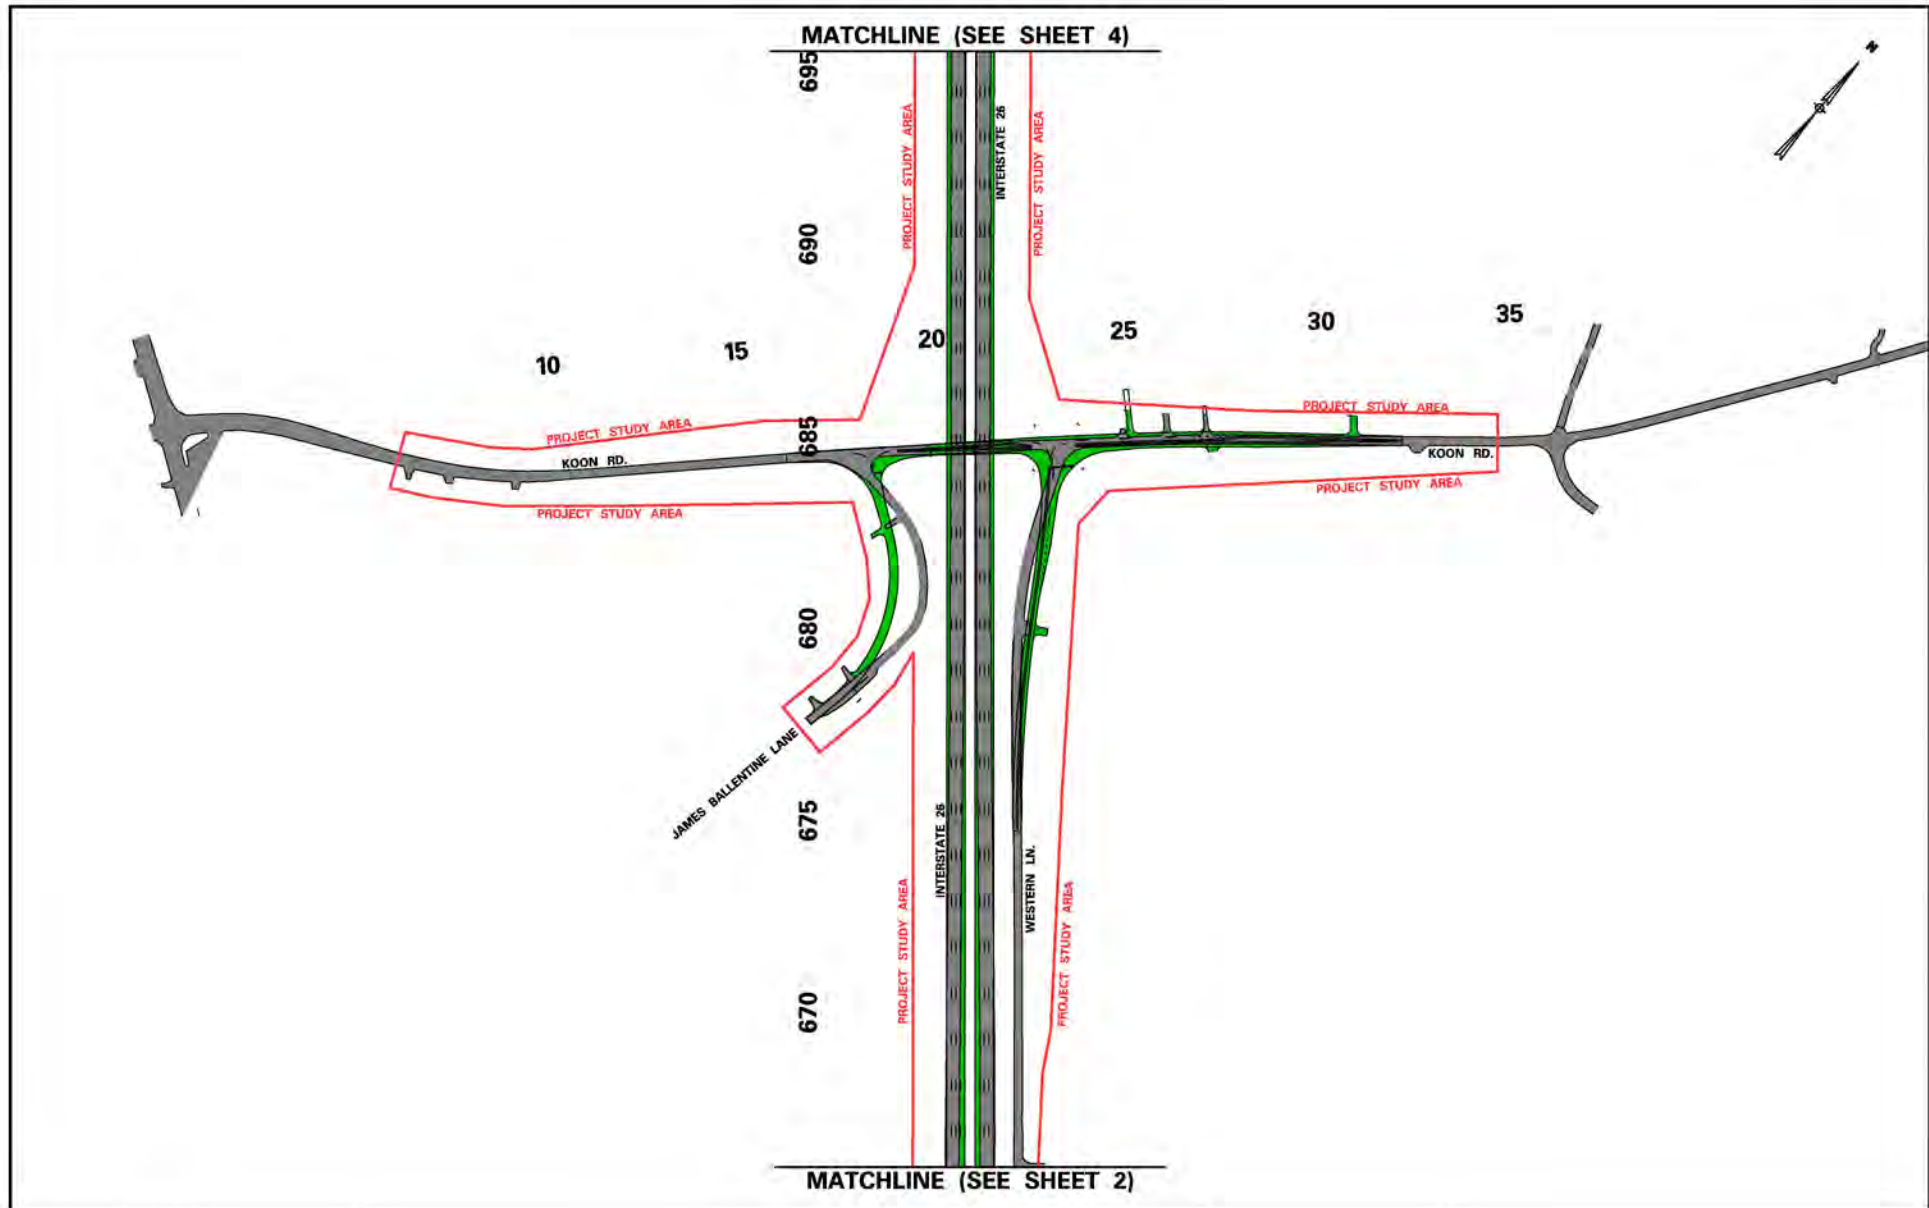 MATCHLINE (SEE SHEET 4)
N
695
PROJECT STUDY AREA
INTERSTATE 26
PROJECT STUDY AREA
690
10
15
20
25
30
35
PROJECT STUDY AREA
PROJECT STUDY AREA
685
KOON RD.
KOON RD.
PROJECT STUDY AREA
PROJECT STUDY AREA
680
JAMES BALLENTINE LANE
675
INTERSTATE 26
WESTERN LN.
PROJECT STUDY AREA
PROJECT STUDY AREA
670
MATCHLINE (SEE SHEET 2)